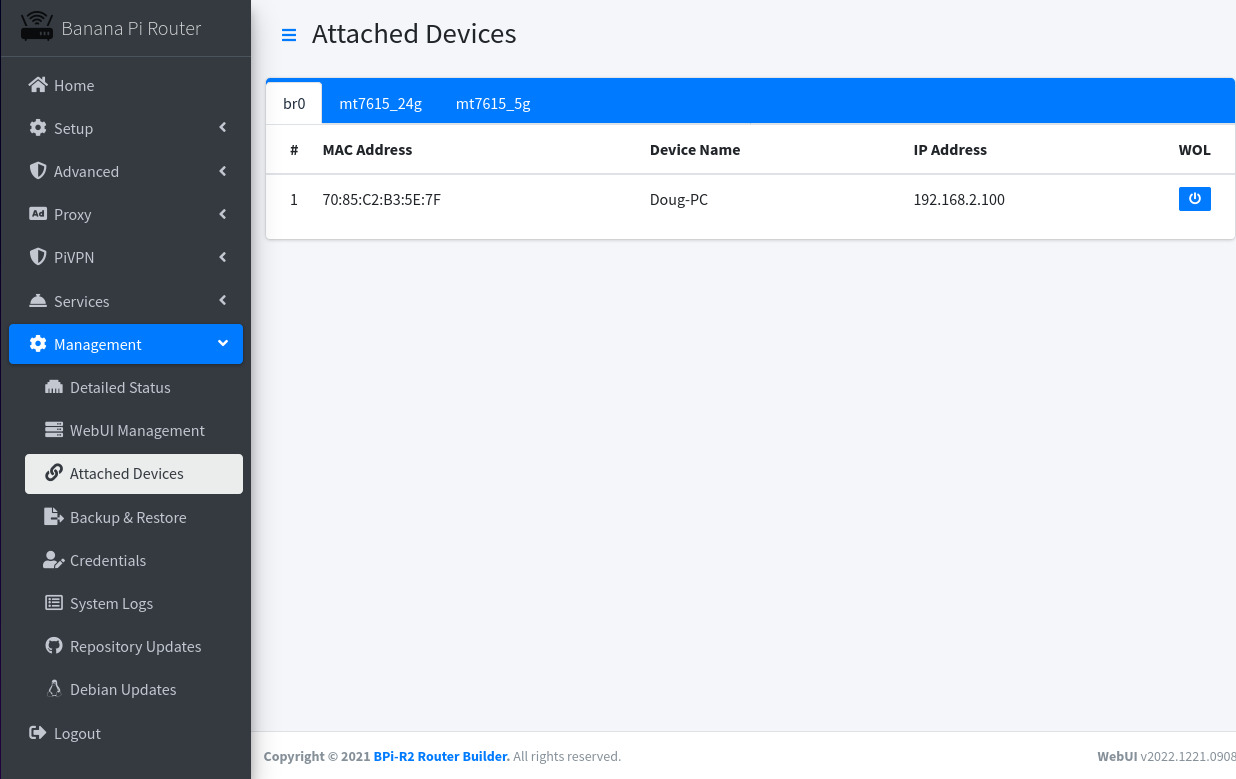 Banana Pi Router
Home
Setup
Advanced
Ad Proxy
PiVPN
Services
Management
Detailed Status
WebUI Management
Attached Devices
Backup & Restore
Credentials
System Logs
Repository Updates
Debian Updates
Logout
Attached Devices
br0 mt7615_24g mt7615_5g
# MAC Address Device Name IP Address WOL
1 70:85:C2:B3:5E:7F Doug-PC 192.168.2.100
Copyright © 2021 BPi-R2 Router Builder. All rights reserved. WebUI v2022.1221.0908